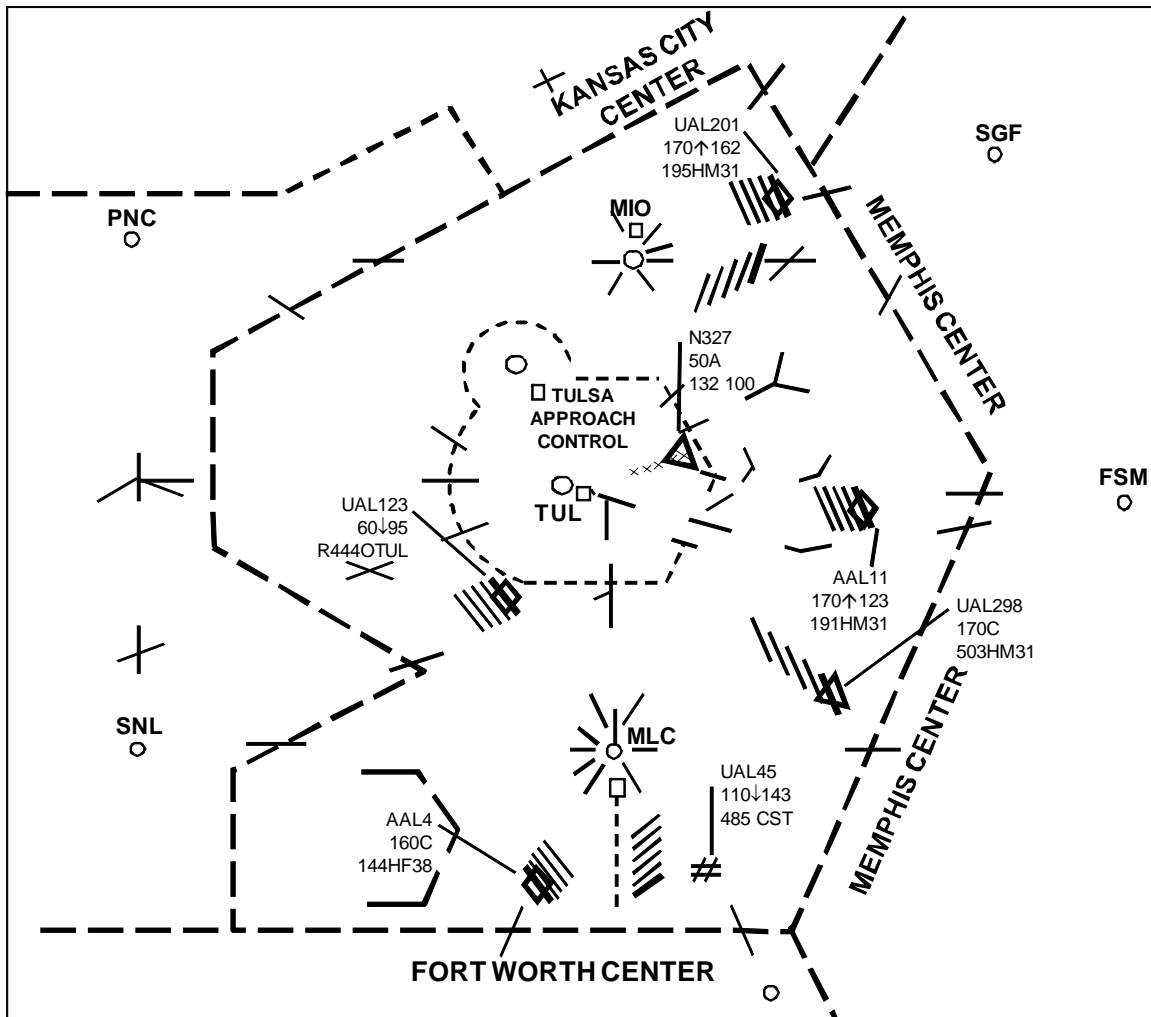 KANSAS CITY
CENTER
UAL201
170↑162
195HM31
SGF
PNC
MIO
MEMPHIS CENTER
N327
50A
132 100
TULSA
APPROACH
CONTROL
TUL
FSM
UAL123
60↓95
R444OTUL
AAL11
170↑123
191HM31
UAL298
170C
503HM31
SNL
MLC
UAL45
110↓143
485 CST
AAL4
160C
144HF38
MEMPHIS CENTER
FORT WORTH CENTER